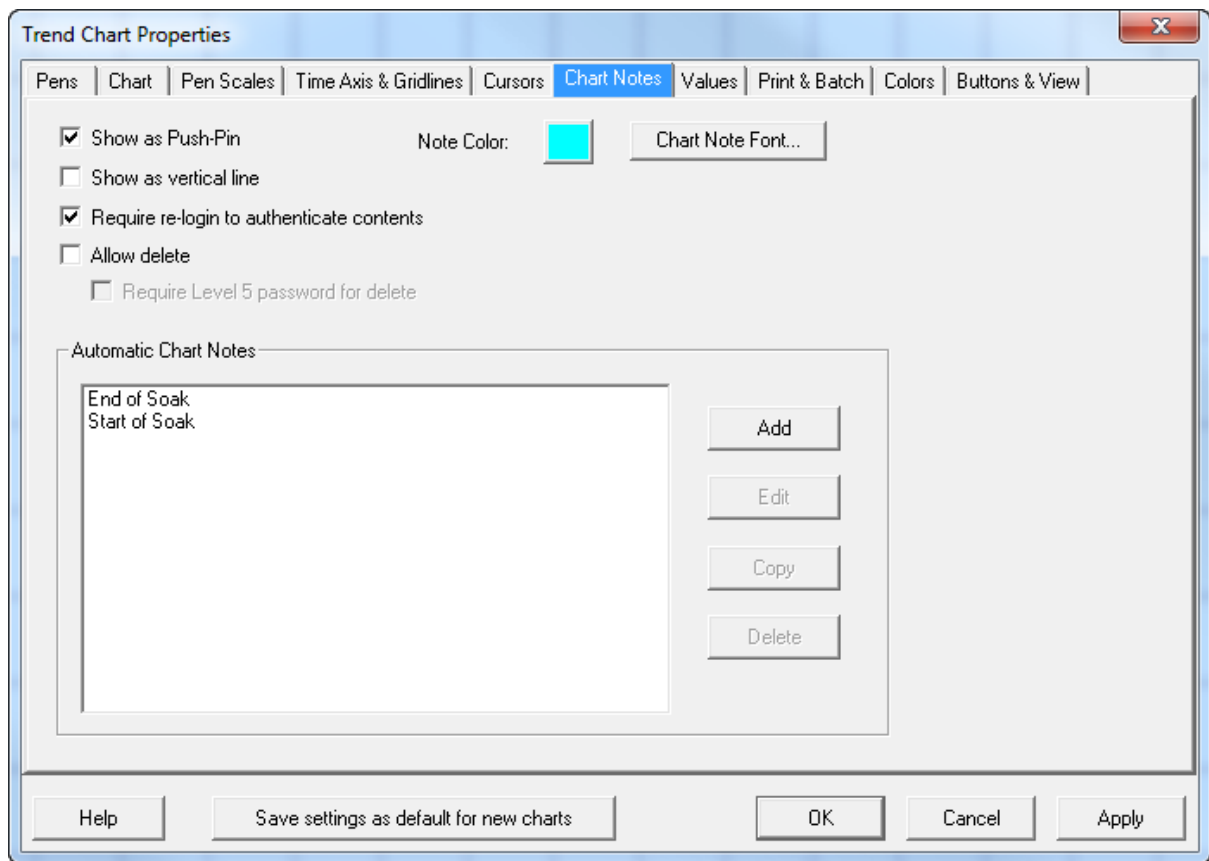 Trend Chart Properties
Pens Chart Pen Scales Time Axis & Gridlines Cursors Chart Notes Values Print & Batch Colors Buttons & View
Show as Push-Pin Note Color: Chart Note Font...
Show as vertical line
Require re-login to authenticate contents
Allow delete
Require Level 5 password for delete
Automatic Chart Notes
End of Soak
Start of Soak
Add
Edit
Copy
Delete
Help Save settings as default for new charts OK Cancel Apply